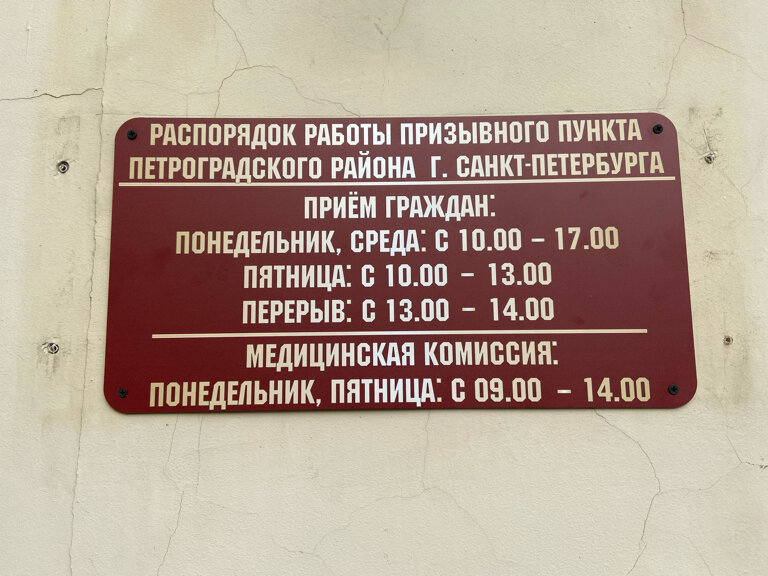 РАСПОРЯДОК РАБОТЫ ПРИЗЫВНОГО ПУНКТА
ПЕТРОГРАДСКОГО РАЙОНА Г. САНКТ-ПЕТЕРБУРГА
ПРИЁМ ГРАЖДАН:
ПОНЕДЕЛЬНИК, СРЕДА: С 10.00 – 17.00
ПЯТНИЦА: С 10.00 – 13.00
ПЕРЕРЫВ: С 13.00 – 14.00
МЕДИЦИНСКАЯ КОМИССИЯ:
ПОНЕДЕЛЬНИК, ПЯТНИЦА: С 09.00 – 14.00